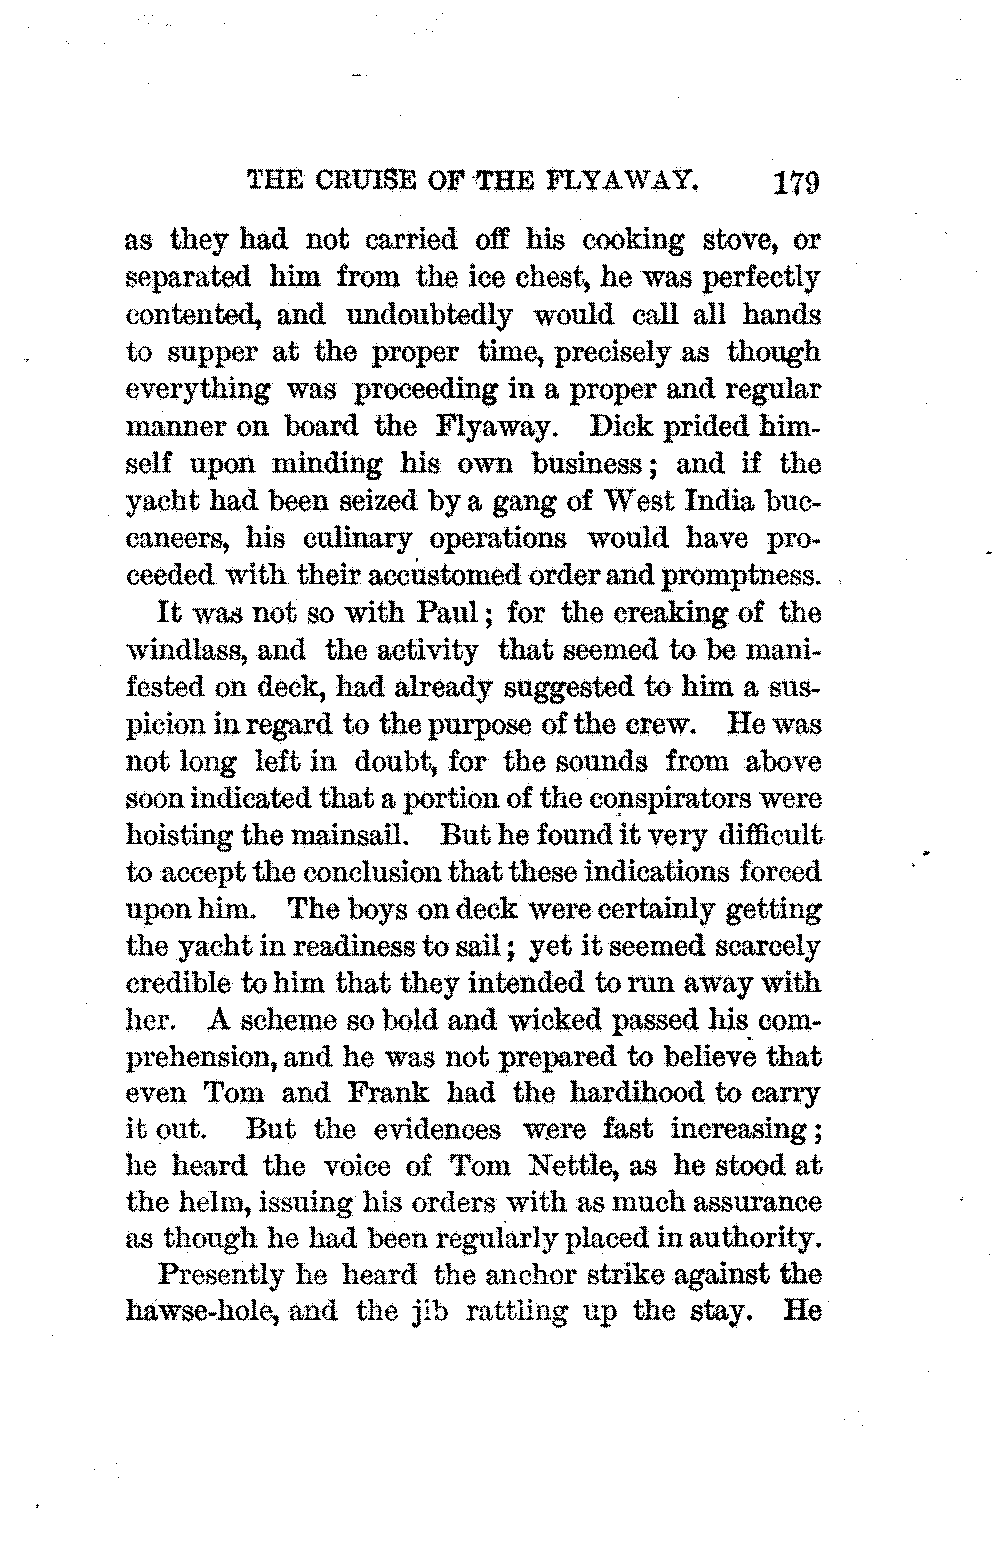 THE CRUISE OF THE FLYAWAY. 179
as they had not carried off his cooking stove, or
separated him from the ice chest, he was perfectly
contented, and undoubtedly would call all hands
to supper at the proper time, precisely as though
everything was proceeding in a proper and regular
manner on board the Flyaway. Dick prided him-
self upon minding his own business; and if the
yacht had been seized by a gang of West India buc-
caneers, his culinary operations would have pro-
ceeded with their accustomed order and promptness.
It was not so with Paul; for the creaking of the
windlass, and the activity that seemed to be mani-
fested on deck, had already suggested to him a sus-
picion in regard to the purpose of the crew. He was
not long left in doubt, for the sounds from above
soon indicated that a portion of the conspirators were
hoisting the mainsail. But he found it very difficult
to accept the conclusion that these indications forced
upon him. The boys on deck were certainly getting
the yacht in readiness to sail; yet it seemed scarcely
credible to him that they intended to run away with
her. A scheme so bold and wicked passed his com-
prehension, and he was not prepared to believe that
even Tom and Frank had the hardihood to carry
it out. But the evidences were fast increasing;
he heard the voice of Tom Nettle, as he stood at
the helm, issuing his orders with as much assurance
as though he had been regularly placed in authority.
Presently he heard the anchor strike against the
hawse-hole, and the jib rattling up the stay. He